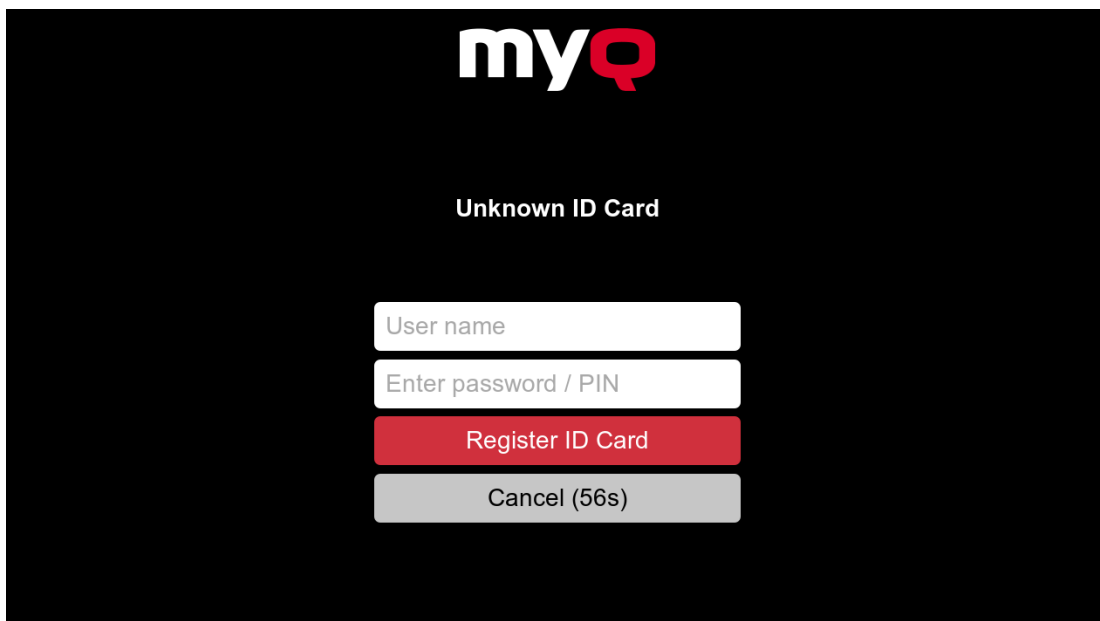 myQ
Unknown ID Card
User name
Enter password / PIN
Register ID Card
Cancel (56s)